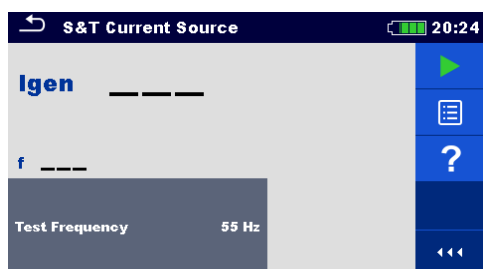 S&T Current Source 20:24
Igen ___
f ___
?
Test Frequency 55 Hz